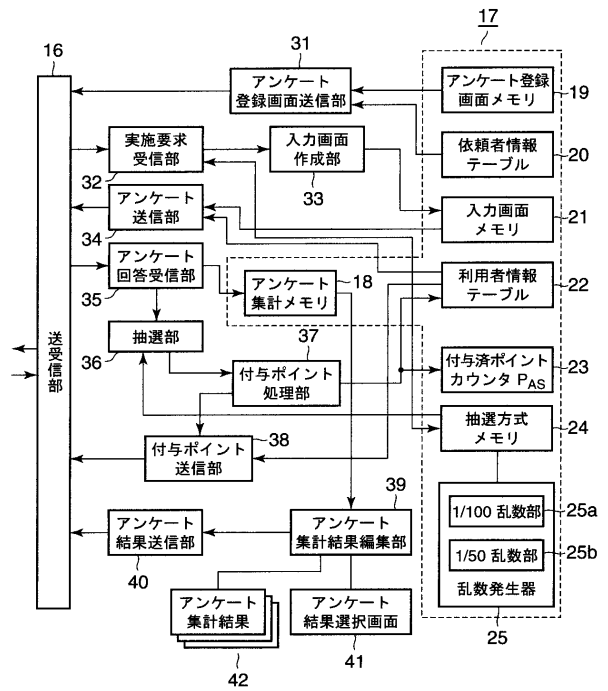 16
送受信部
17
31
アンケート
登録画面送信部
アンケート登録
画面メモリ
19
実施要求
受信部
32
入力画面
作成部
33
依頼者情報
テーブル
20
アンケート
送信部
34
入力画面
メモリ
21
アンケート
回答受信部
35
アンケート
集計メモリ
18
利用者情報
テーブル
22
抽選部
36
37
付与ポイント
処理部
付与済ポイント
カウンタ PAS
23
付与ポイント
送信部
38
抽選方式
メモリ
24
39
アンケート
結果送信部
40
アンケート
集計結果編集部
1/100 乱数部
25a
1/50 乱数部
25b
乱数発生器
25
アンケート
集計結果
42
アンケート
結果選択画面
41